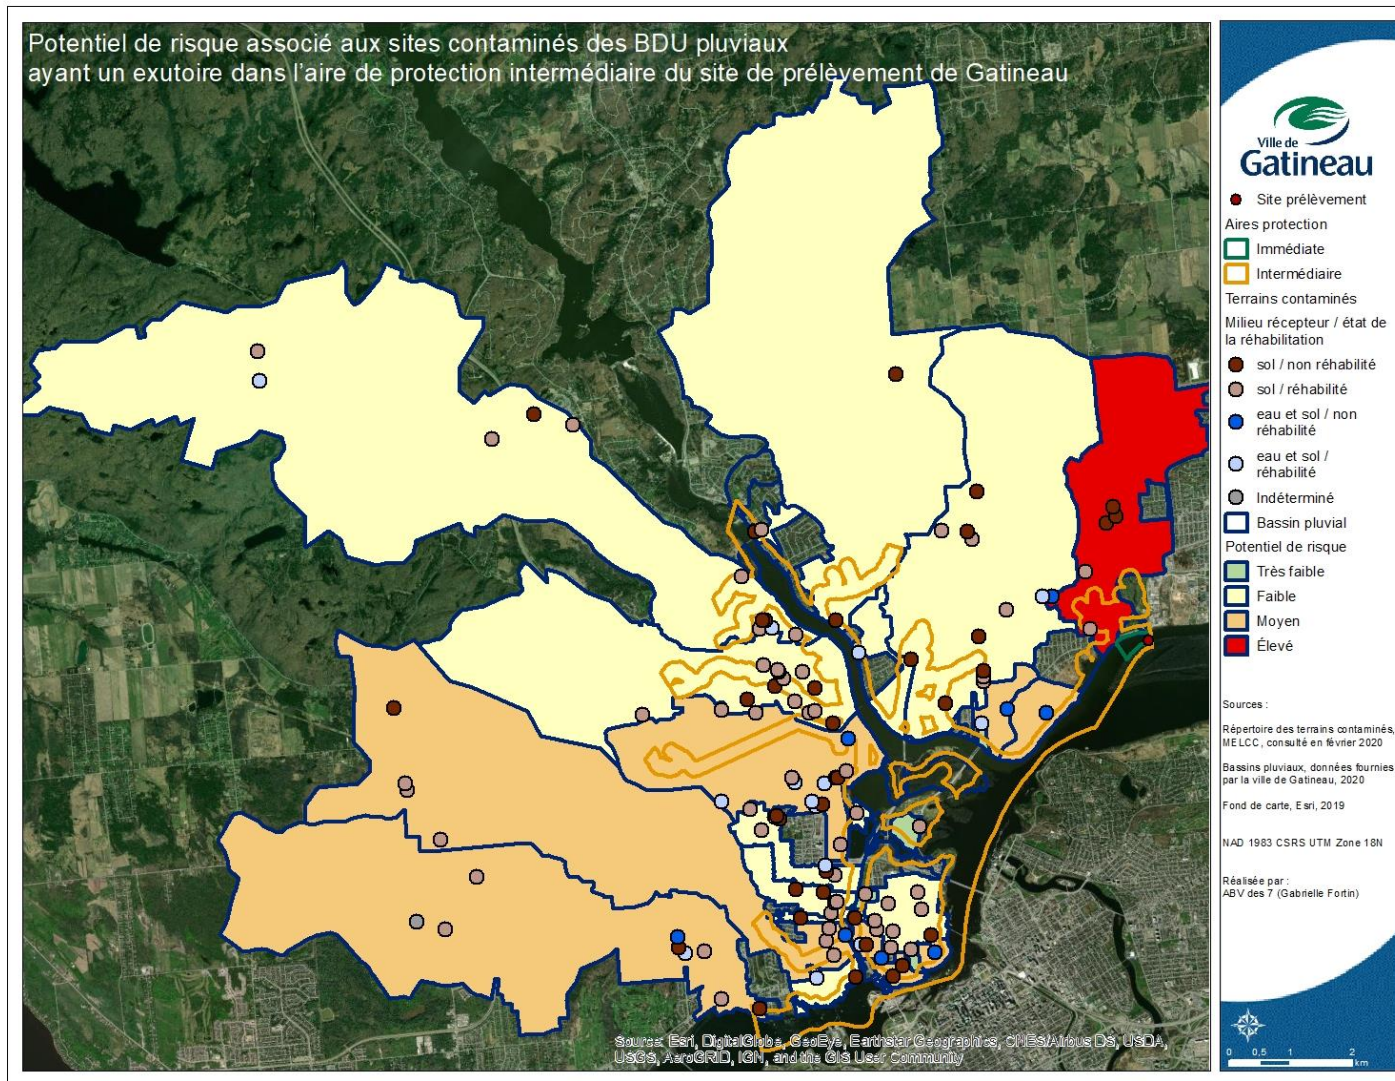 Potentiel de risque associé aux sites contaminés des BDU pluviaux
ayant un exutoire dans l'aire de protection intermédiaire du site de prélèvement de Gatineau
Source: Esri, DigitalGlobe, GeoEye, Earthstar Geographics, CNES/Airbus DS, USDA,
USGS, AeroGRID, IGN, and the GIS User Community
Ville de
Gatineau
Site prélèvement
Aires protection
Immédiate
Intermédiaire
Terrains contaminés
Milieu récepteur / état de
la réhabilitation
sol / non réhabilité
sol / réhabilité
eau et sol / non
réhabilité
eau et sol /
réhabilité
Indéterminé
Bassin pluvial
Potentiel de risque
Très faible
Faible
Moyen
Élevé
Sources :
Répertoire des terrains contaminés,
MELCC, consulté en février 2020
Bassins pluviaux, données fournies
par la ville de Gatineau, 2020
Fond de carte, Esri, 2019
NAD 1983 CSRS UTM Zone 18N
Réalisée par :
ABV des 7 (Gabrielle Fortin)
0 0,5 1 2
km